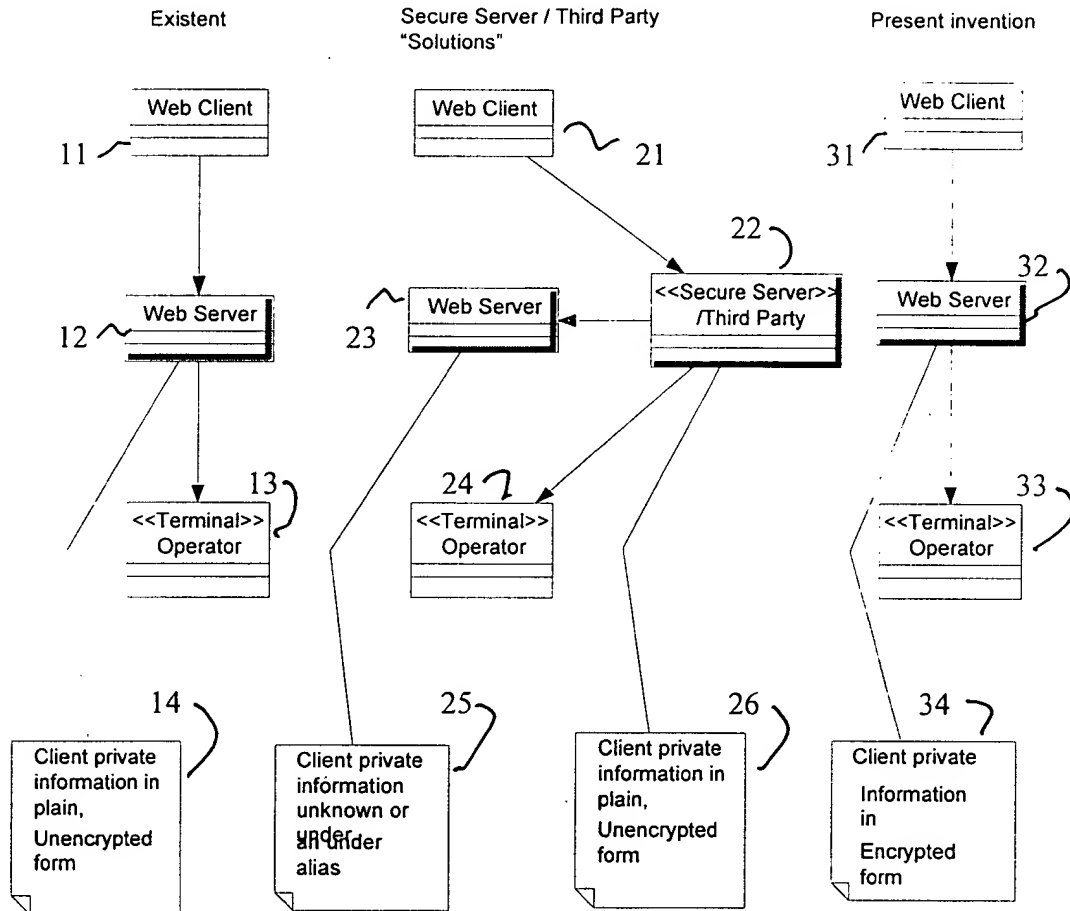 Existent
Secure Server / Third Party
"Solutions"
Present invention
Web Client
11
Web Client
21
Web Client
31
22
Web Server
12
23
Web Server
<<Secure Server>>
/Third Party
32
Web Server
13
<<Terminal>>
Operator
24
<<Terminal>>
Operator
33
<<Terminal>>
Operator
14
Client private
information in
plain,
Unencrypted
form
25
Client private
information
unknown or
under
an under
alias
26
Client private
information in
plain,
Unencrypted
form
34
Client private
Information
in
Encrypted
form